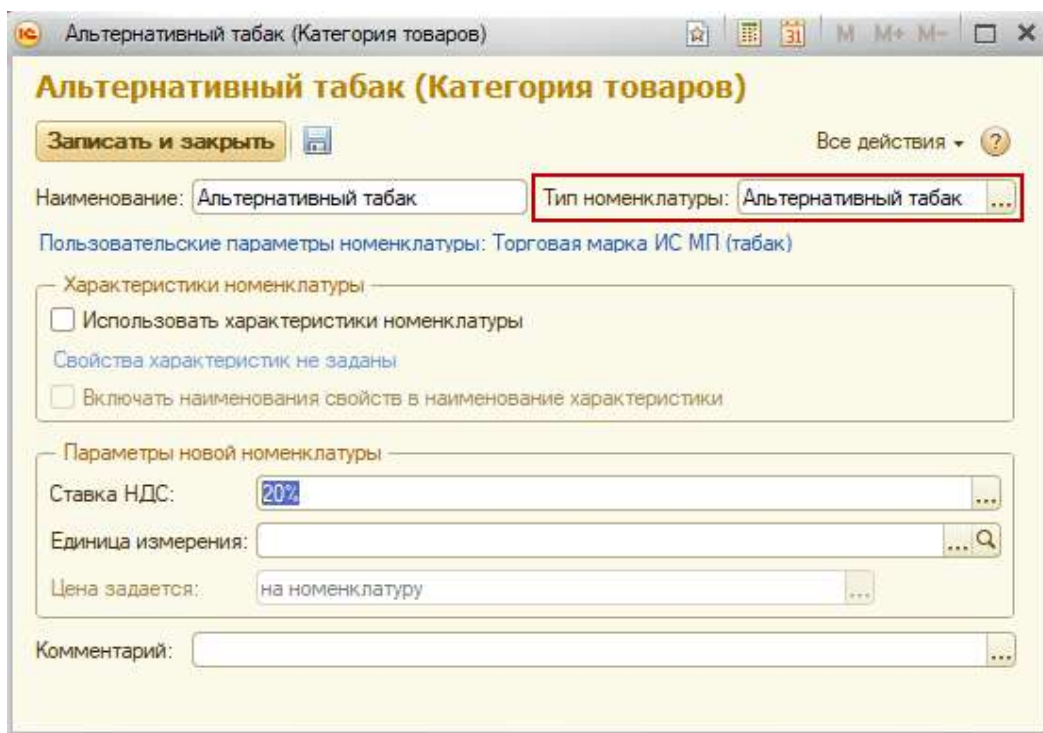 1С Альтернативный табак (Категория товаров) 31 M M+ M-
Альтернативный табак (Категория товаров)
Записать и закрыть Все действия ?
Наименование: Альтернативный табак Тип номенклатуры: Альтернативный табак ...
Пользовательские параметры номенклатуры: Торговая марка ИС МП (табак)
Характеристики номенклатуры
Использовать характеристики номенклатуры
Свойства характеристик не заданы
Включать наименования свойств в наименование характеристики
Параметры новой номенклатуры
Ставка НДС: 20% ...
Единица измерения: ...
Цена задается: на номенклатуру ...
Комментарий: ...